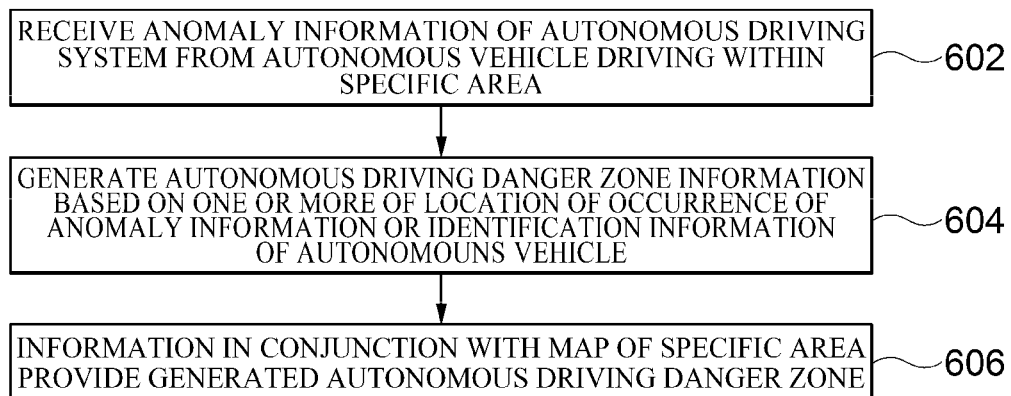 RECEIVE ANOMALY INFORMATION OF AUTONOMOUS DRIVING
SYSTEM FROM AUTONOMOUS VEHICLE DRIVING WITHIN
SPECIFIC AREA
602
GENERATE AUTONOMOUS DRIVING DANGER ZONE INFORMATION
BASED ON ONE OR MORE OF LOCATION OF OCCURRENCE OF
ANOMALY INFORMATION OR IDENTIFICATION INFORMATION
OF AUTONOMOUNS VEHICLE
604
INFORMATION IN CONJUNCTION WITH MAP OF SPECIFIC AREA
PROVIDE GENERATED AUTONOMOUS DRIVING DANGER ZONE
606